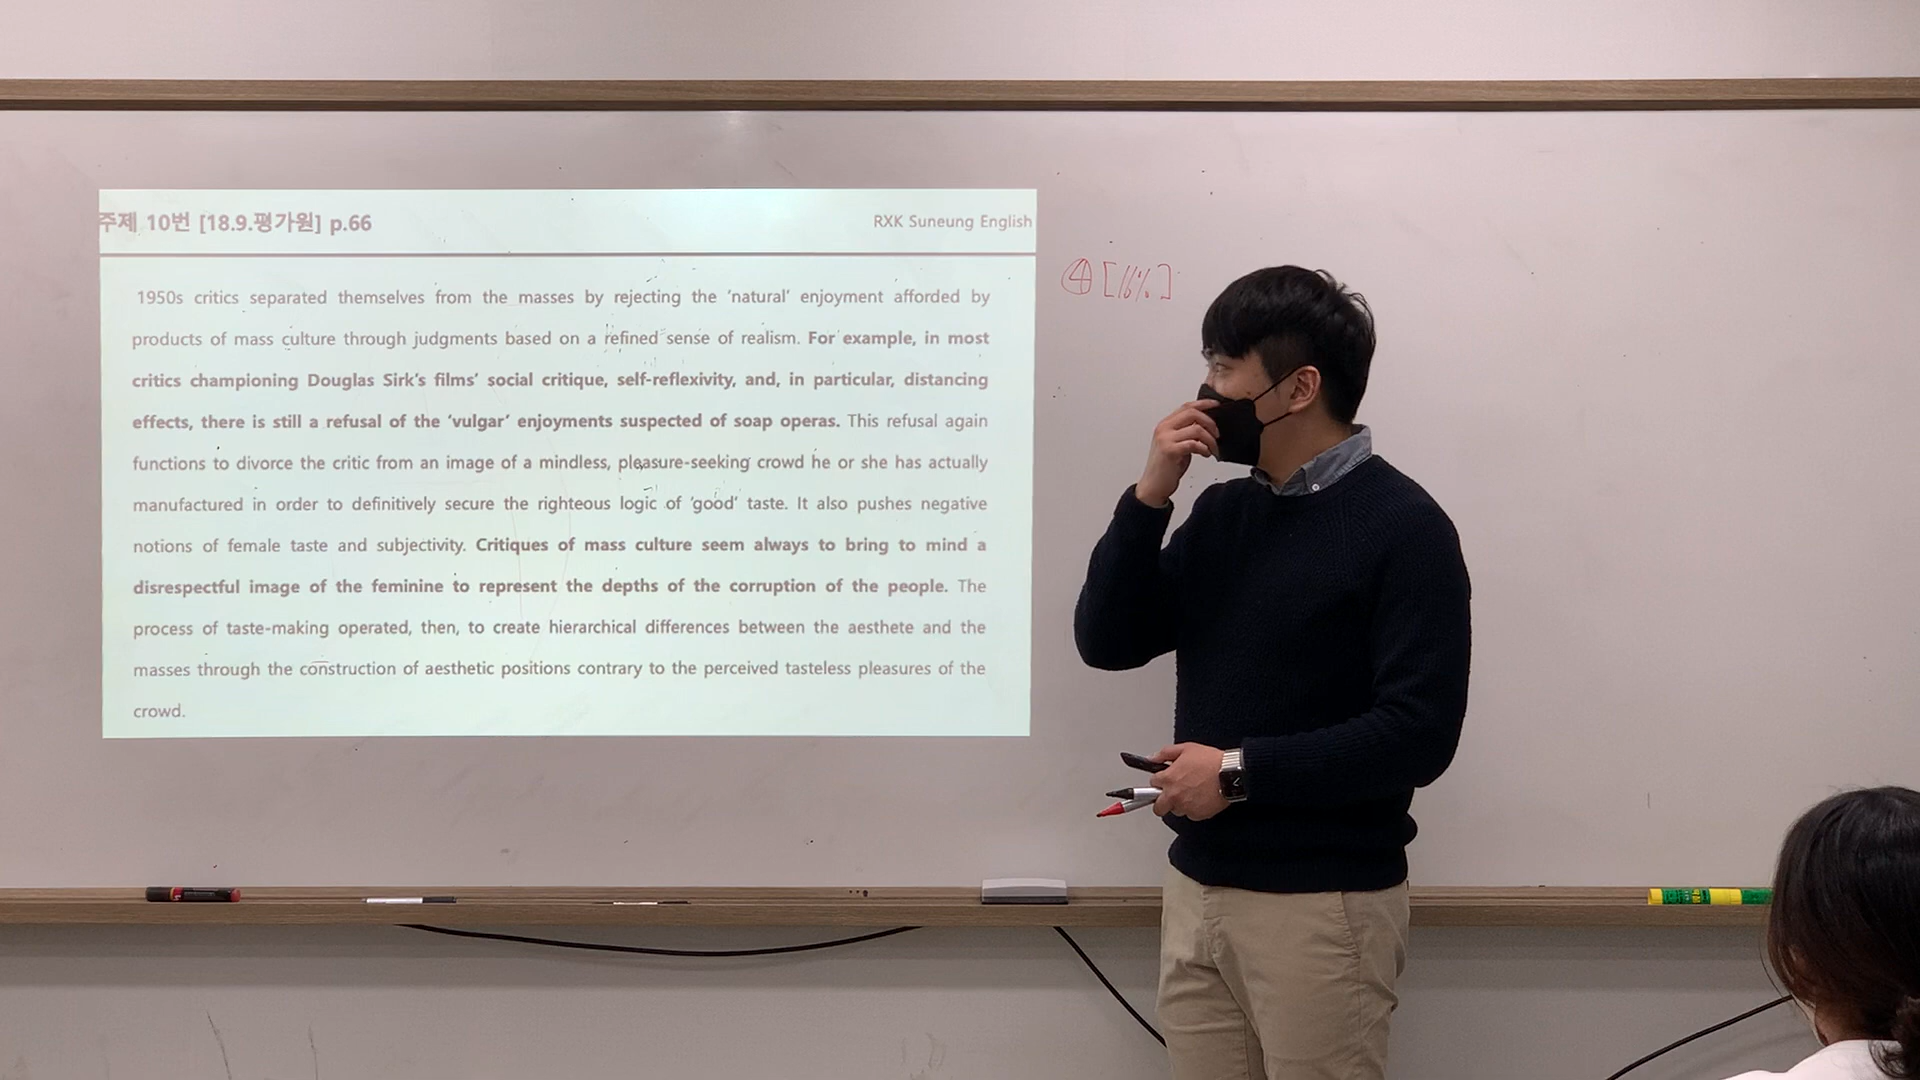 주제 10번 [18.9.평가원] p.66
RXK Suneung English
1950s critics separated themselves from the masses by rejecting the 'natural' enjoyment afforded by
products of mass culture through judgments based on a refined sense of realism. For example, in most
critics championing Douglas Sirk's films' social critique, self-reflexivity, and, in particular, distancing
effects, there is still a refusal of the 'vulgar' enjoyments suspected of soap operas. This refusal again
functions to divorce the critic from an image of a mindless, pleasure-seeking crowd he or she has actually
manufactured in order to definitively secure the righteous logic of 'good' taste. It also pushes negative
notions of female taste and subjectivity. Critiques of mass culture seem always to bring to mind a
disrespectful image of the feminine to represent the depths of the corruption of the people. The
process of taste-making operated, then, to create hierarchical differences between the aesthete and the
masses through the construction of aesthetic positions contrary to the perceived tasteless pleasures of the
crowd.
④ [16%]